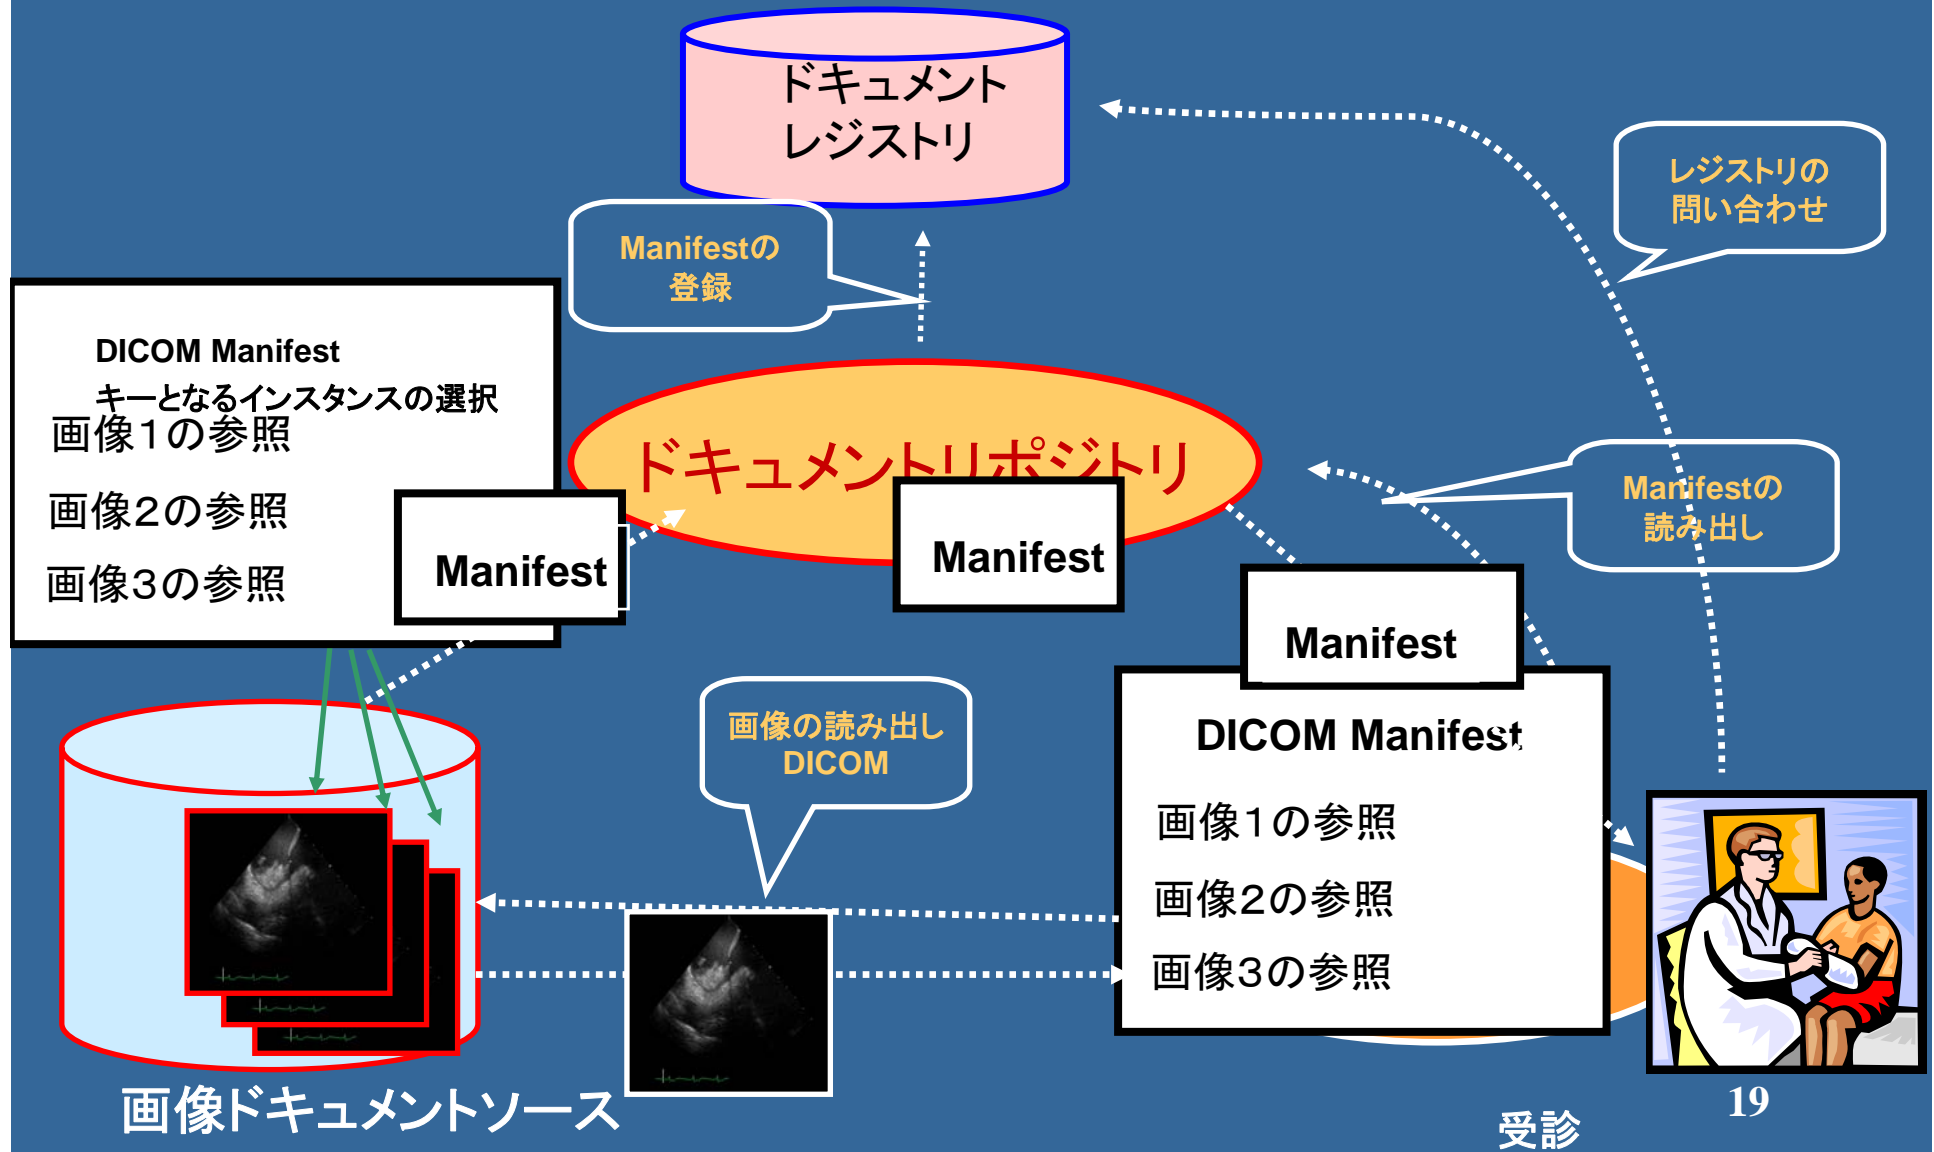 ドキュメント
レジストリ
レジストリの
問い合わせ
Manifestの
登録
DICOM Manifest
キーとなるインスタンスの選択
画像1の参照
画像2の参照
画像3の参照
Manifest
ドキュメントリポジトリ
Manifest
Manifestの
読み出し
Manifest
DICOM Manifest
画像1の参照
画像2の参照
画像3の参照
画像の読み出し
DICOM
画像ドキュメントソース
受診
19